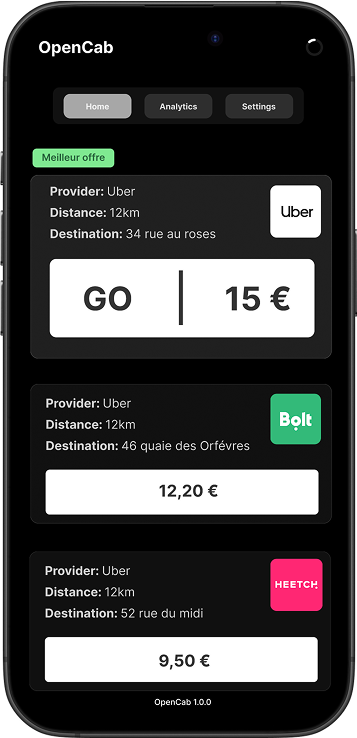 OpenCab
Home Analytics Settings
Meilleur offre
Provider: Uber
Distance: 12km
Destination: 34 rue au roses
Uber
GO | 15 €
Provider: Uber
Distance: 12km
Destination: 46 quaie des Orfévres
Bolt
12,20 €
Provider: Uber
Distance: 12km
Destination: 52 rue du midi
HEETCH
9,50 €
OpenCab 1.0.0